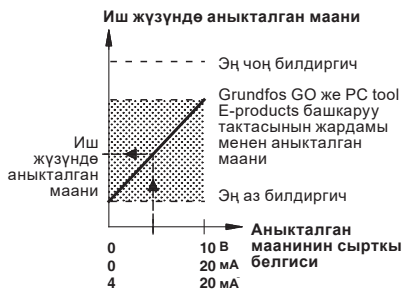 Иш жүзүндө аныкталган маани
Эң чоң билдиргич
Grundfos GO же PC tool
E-products башкаруу
тактасынын жардамы
менен аныкталган
маани
Иш
жүзүндө
аныкталган
маани
Эң аз билдиргич
Аныкталган
маанинин сырткы
белгиси
0 10 В
0 20 мА
4 20 мА